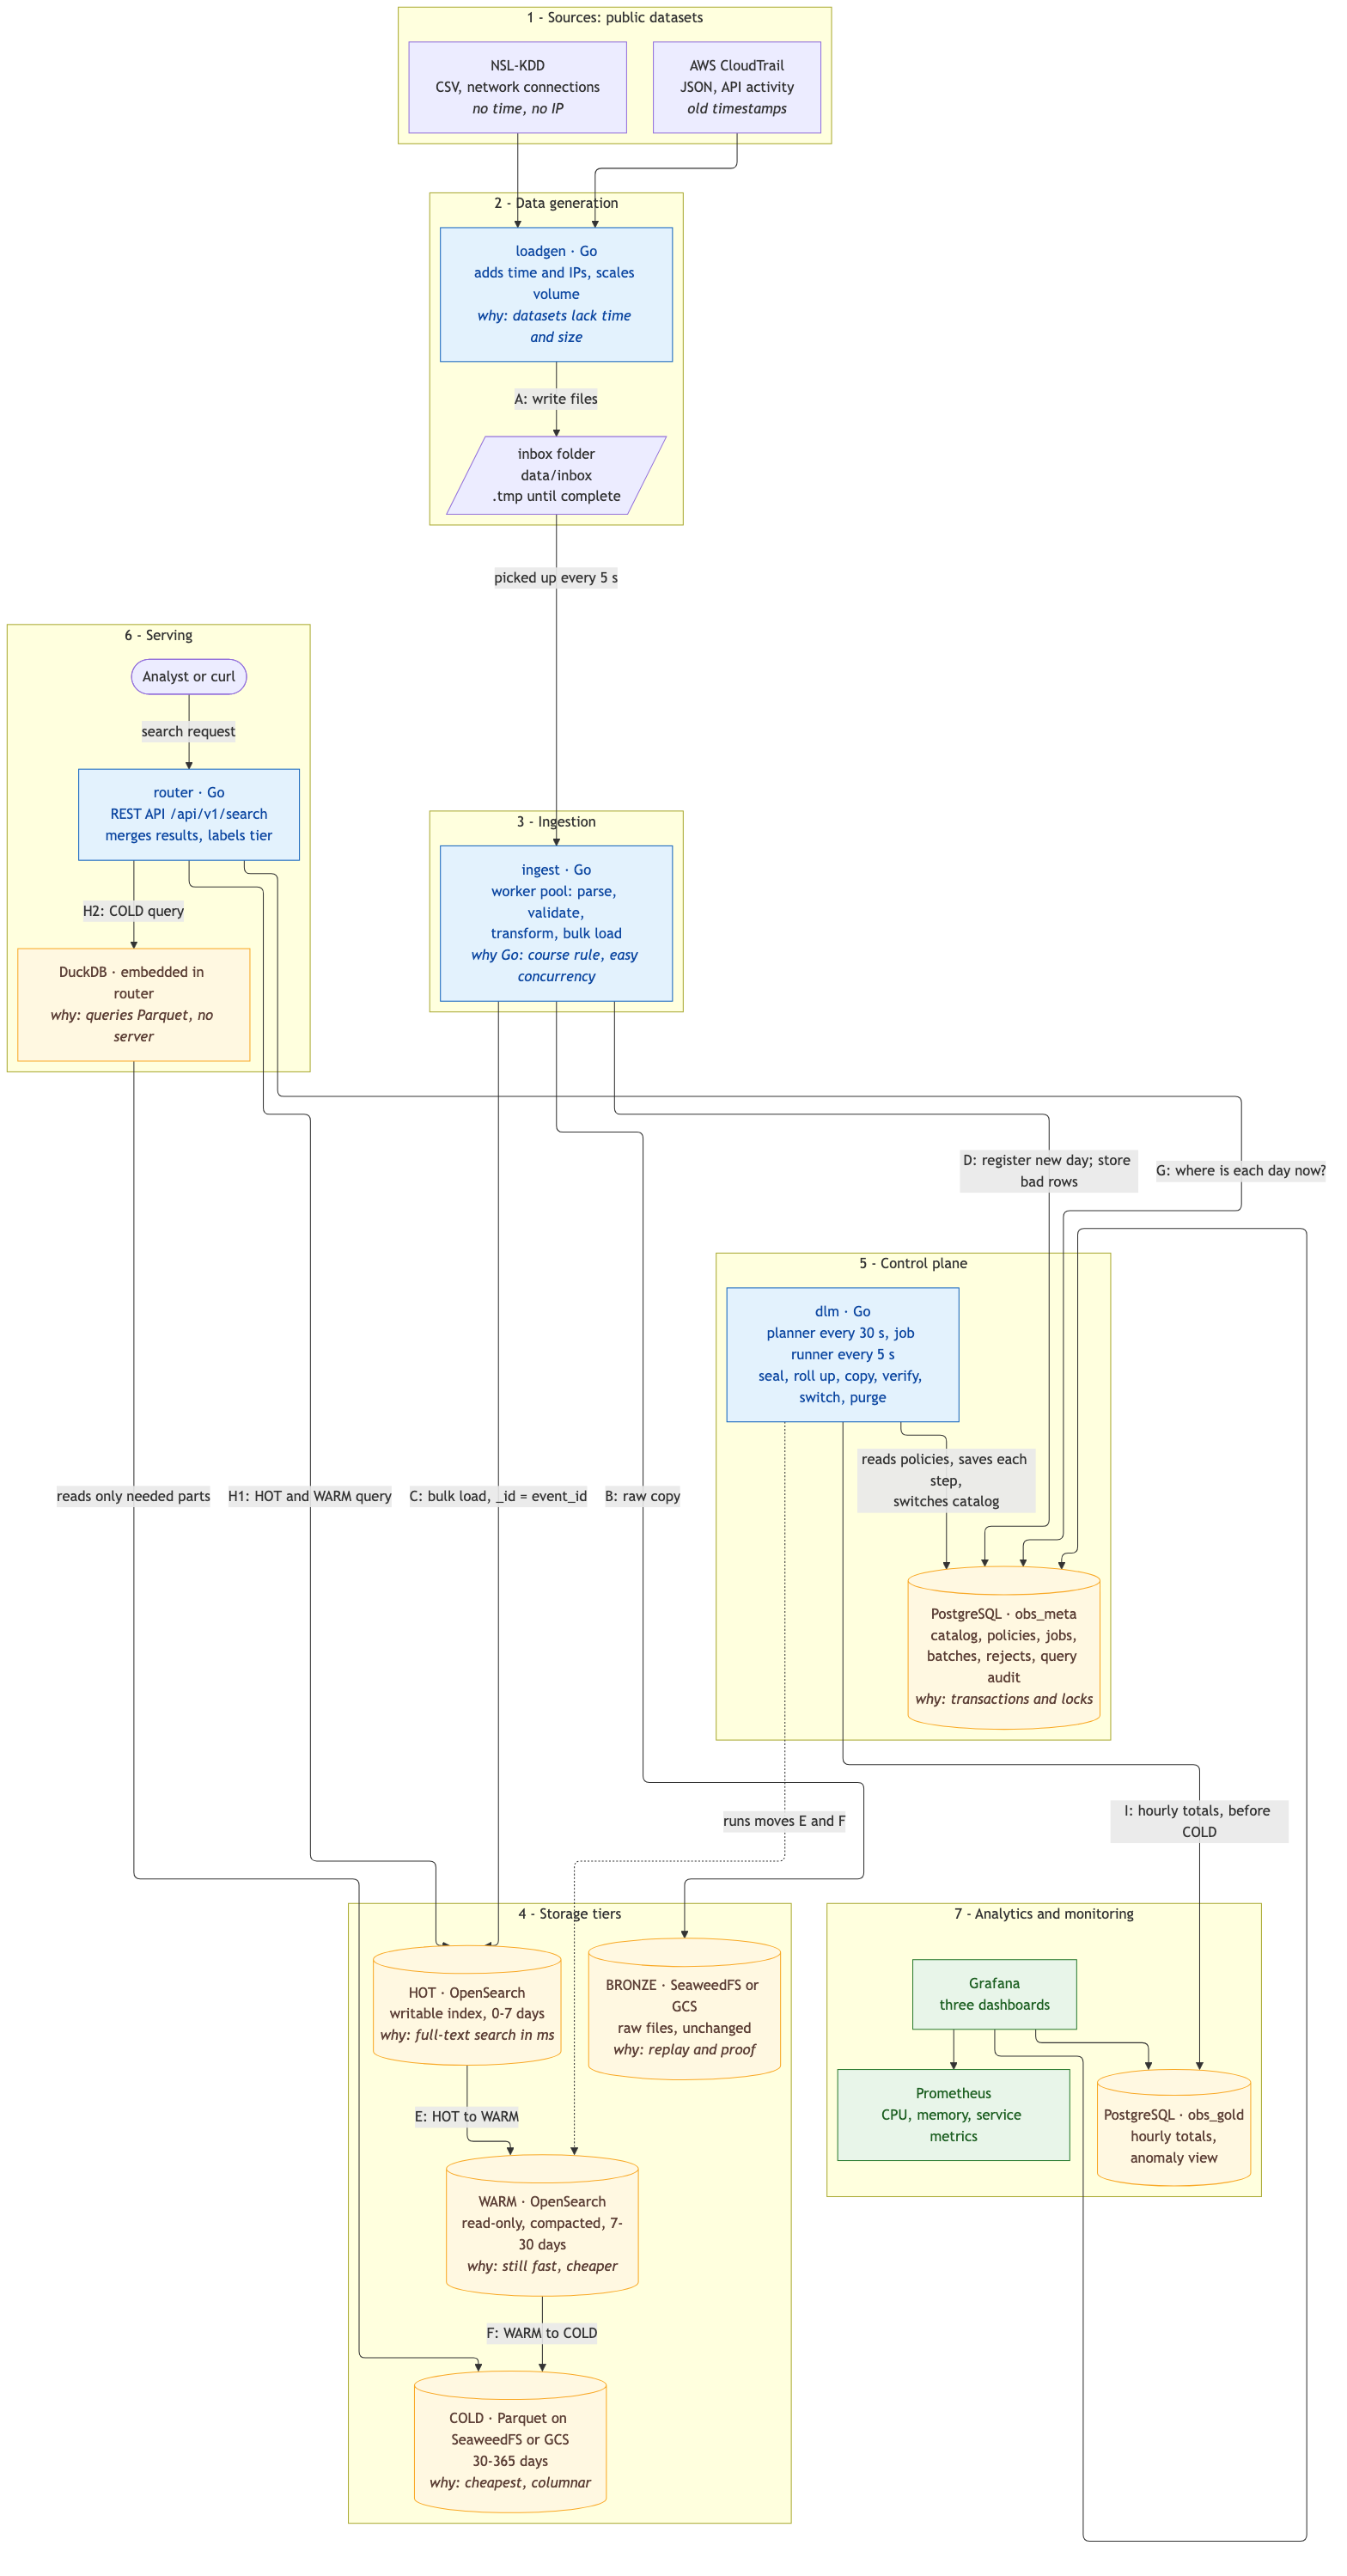 1 - Sources: public datasets
NSL-KDD
CSV, network connections
no time, no IP
AWS CloudTrail
JSON, API activity
old timestamps
2 - Data generation
loadgen · Go
adds time and IPs, scales
volume
why: datasets lack time
and size
A: write files
inbox folder
data/inbox
.tmp until complete
picked up every 5 s
6 - Serving
Analyst or curl
search request
router · Go
REST API /api/v1/search
merges results, labels tier
H2: COLD query
DuckDB · embedded in
router
why: queries Parquet, no
server
3 - Ingestion
ingest · Go
worker pool: parse,
validate,
transform, bulk load
why Go: course rule, easy
concurrency
D: register new day; store
bad rows
G: where is each day now?
5 - Control plane
dlm · Go
planner every 30 s, job
runner every 5 s
seal, roll up, copy, verify,
switch, purge
reads policies, saves each
step,
switches catalog
reads only needed parts
H1: HOT and WARM query
C: bulk load, _id = event_id
B: raw copy
PostgreSQL · obs_meta
catalog, policies, jobs,
batches, rejects, query
audit
why: transactions and locks
runs moves E and F
I: hourly totals, before
COLD
4 - Storage tiers
HOT · OpenSearch
writable index, 0-7 days
why: full-text search in ms
BRONZE · SeaweedFS or
GCS
raw files, unchanged
why: replay and proof
E: HOT to WARM
WARM · OpenSearch
read-only, compacted, 7-
30 days
why: still fast, cheaper
F: WARM to COLD
COLD · Parquet on
SeaweedFS or GCS
30-365 days
why: cheapest, columnar
7 - Analytics and monitoring
Grafana
three dashboards
Prometheus
CPU, memory, service
metrics
PostgreSQL · obs_gold
hourly totals,
anomaly view